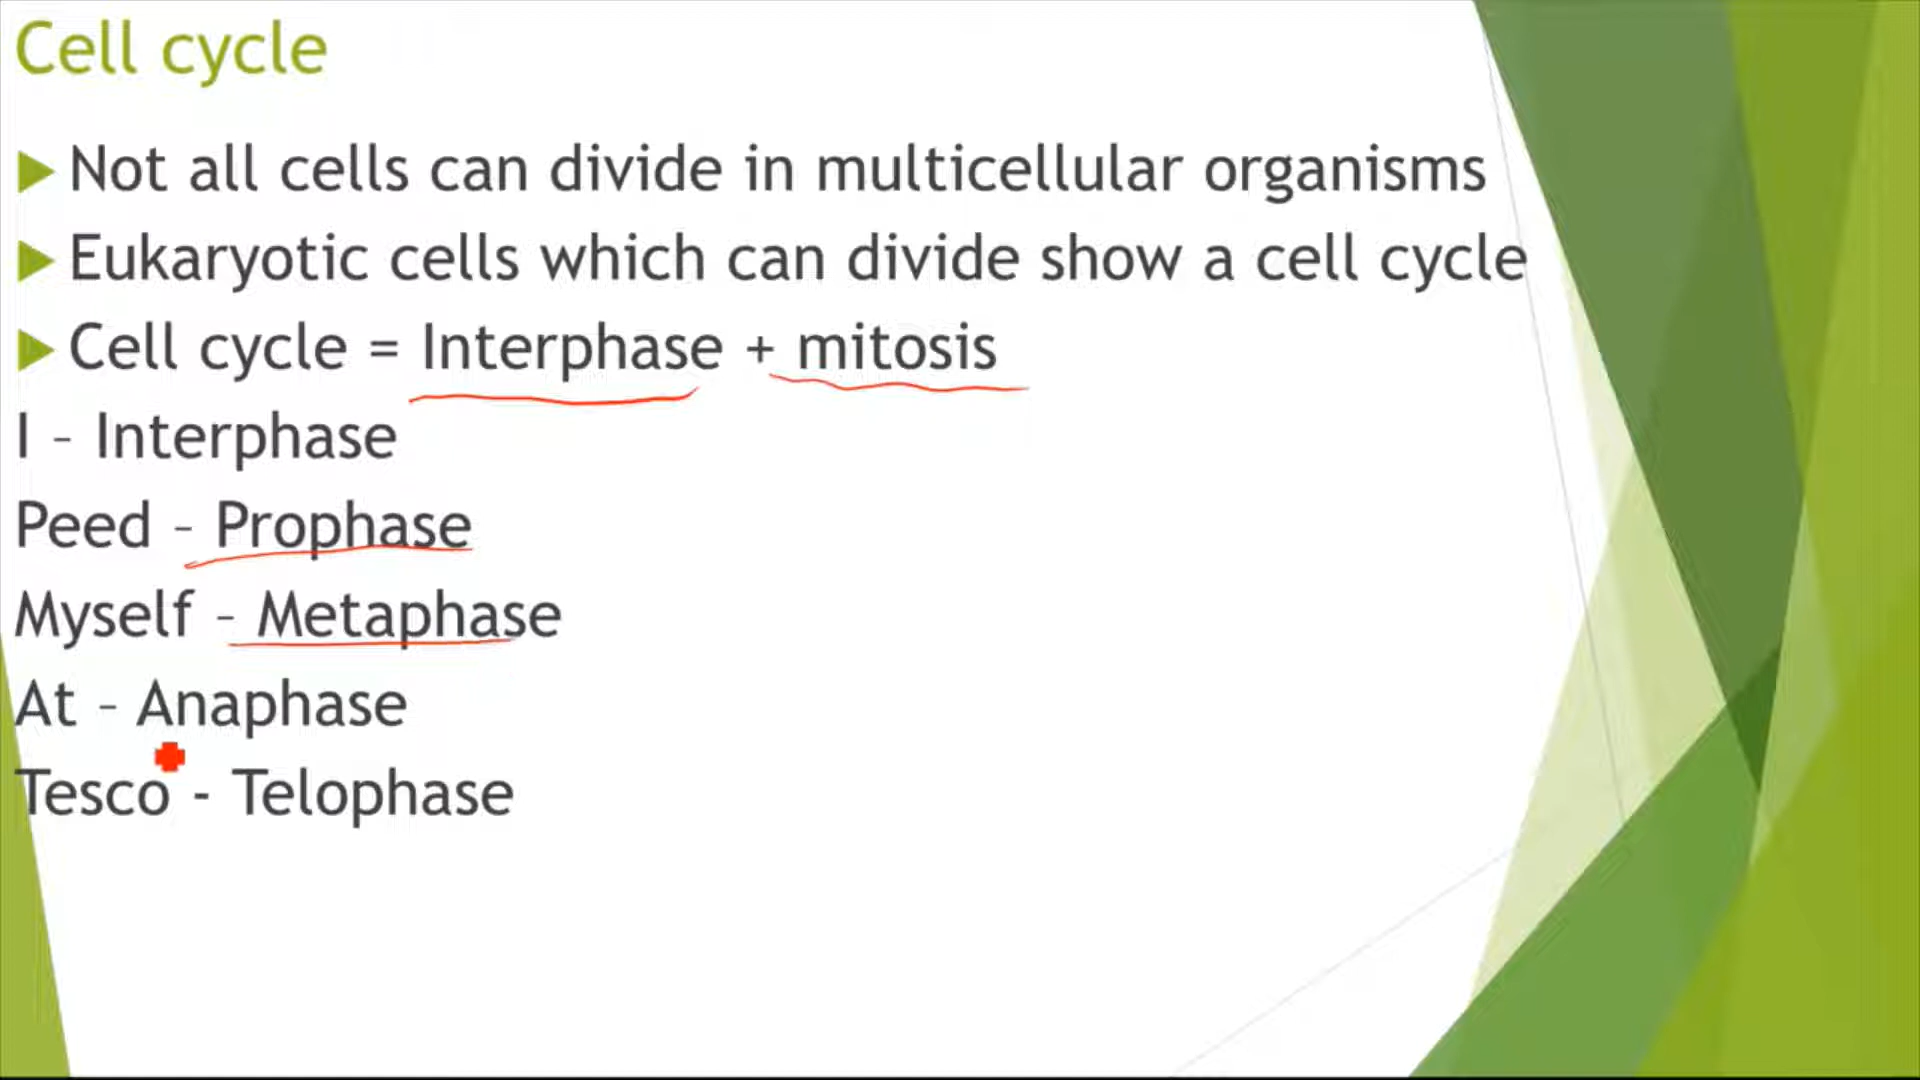 Cell cycle
Not all cells can divide in multicellular organisms
Eukaryotic cells which can divide show a cell cycle
Cell cycle = Interphase + mitosis
I – Interphase
Peed – Prophase
Myself – Metaphase
At – Anaphase
Tesco - Telophase